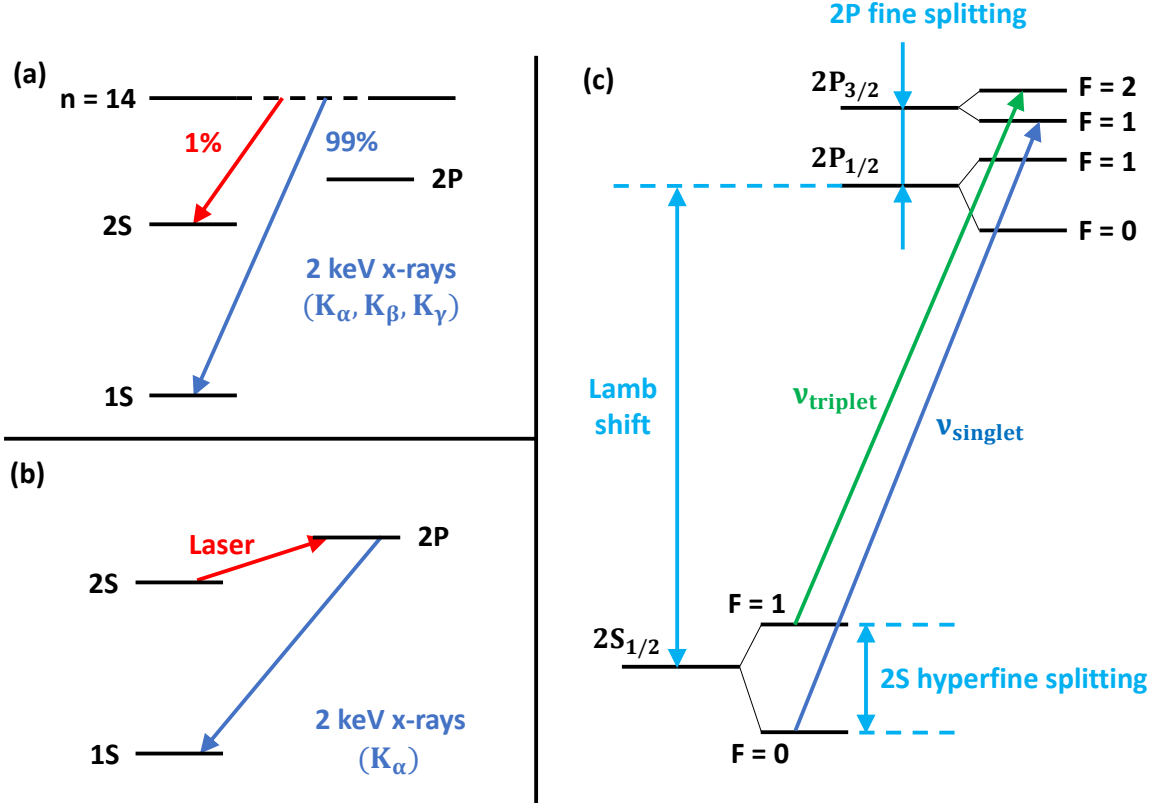 (a)
n = 14
1%
99%
2P
2S
2 keV x-rays
(Kα, Kβ, Kγ)
1S
(b)
Laser
2P
2S
2 keV x-rays
(Kα)
1S
(c)
2P fine splitting
2P3/2
F = 2
F = 1
2P1/2
F = 1
F = 0
Lamb
shift
νtriplet
νsinglet
F = 1
2S1/2
2S hyperfine splitting
F = 0